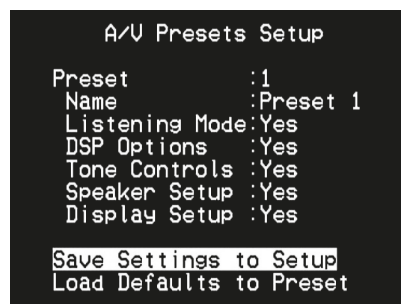 A/V Presets Setup
Preset :1
Name :Preset 1
Listening Mode:Yes
DSP Options :Yes
Tone Controls :Yes
Speaker Setup :Yes
Display Setup :Yes
Save Settings to Setup
Load Defaults to Preset